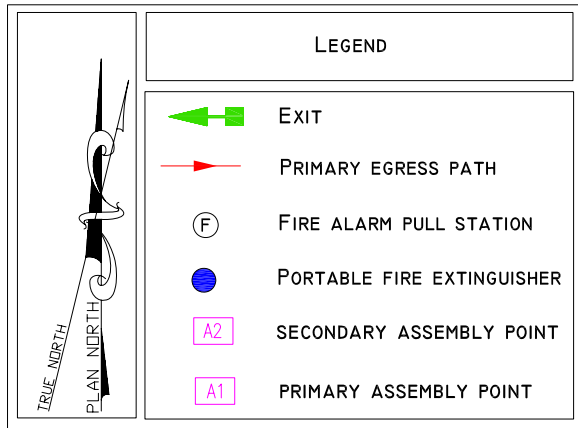 LEGEND
EXIT
PRIMARY EGRESS PATH
F
FIRE ALARM PULL STATION
PORTABLE FIRE EXTINGUISHER
A2
SECONDARY ASSEMBLY POINT
A1
PRIMARY ASSEMBLY POINT
TRUE NORTH
PLAN NORTH